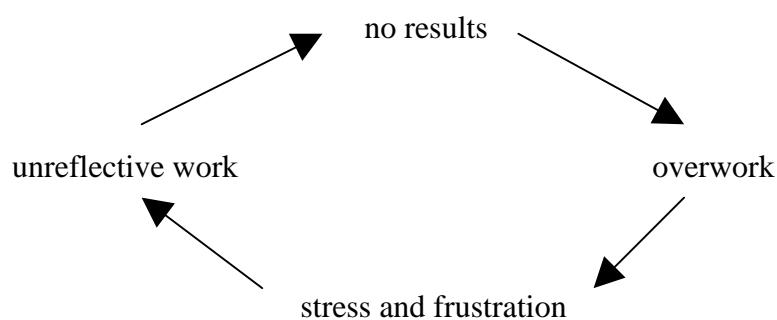 no results
unreflective work
overwork
stress and frustration